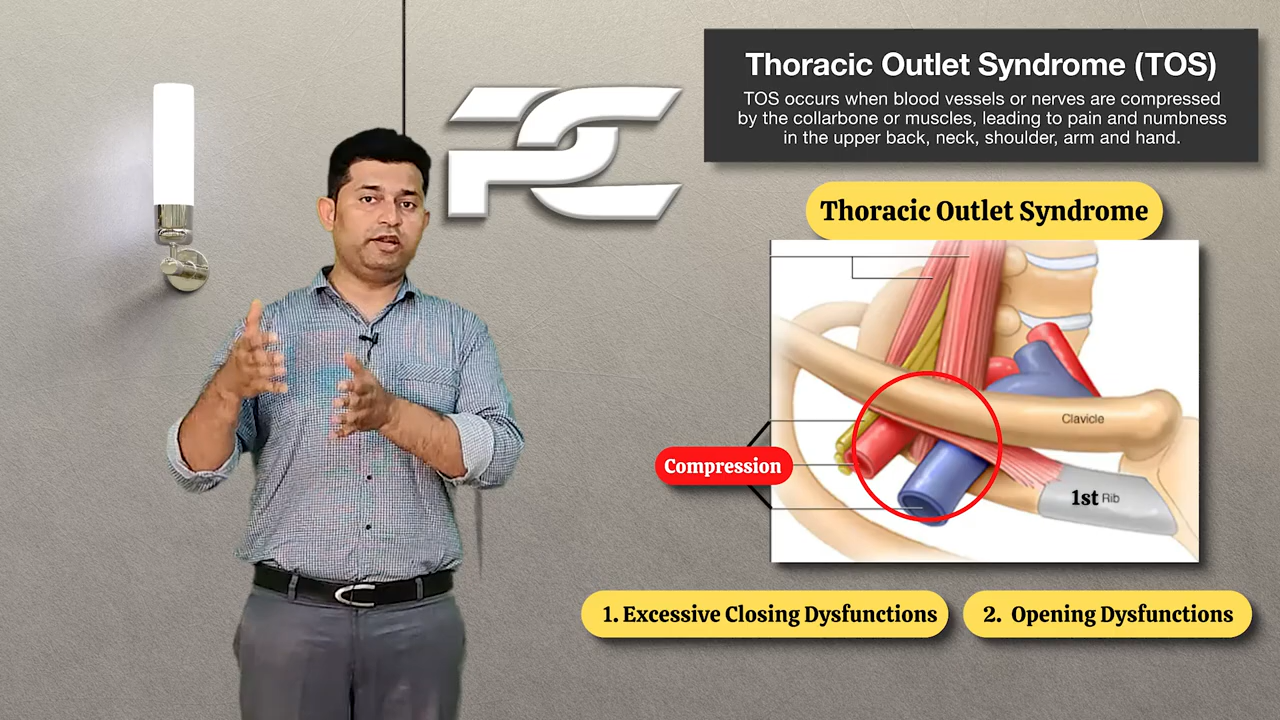 PC
Thoracic Outlet Syndrome (TOS)
TOS occurs when blood vessels or nerves are compressed
by the collarbone or muscles, leading to pain and numbness
in the upper back, neck, shoulder, arm and hand.
Thoracic Outlet Syndrome
Clavicle
Compression
1st Rib
1. Excessive Closing Dysfunctions
2. Opening Dysfunctions